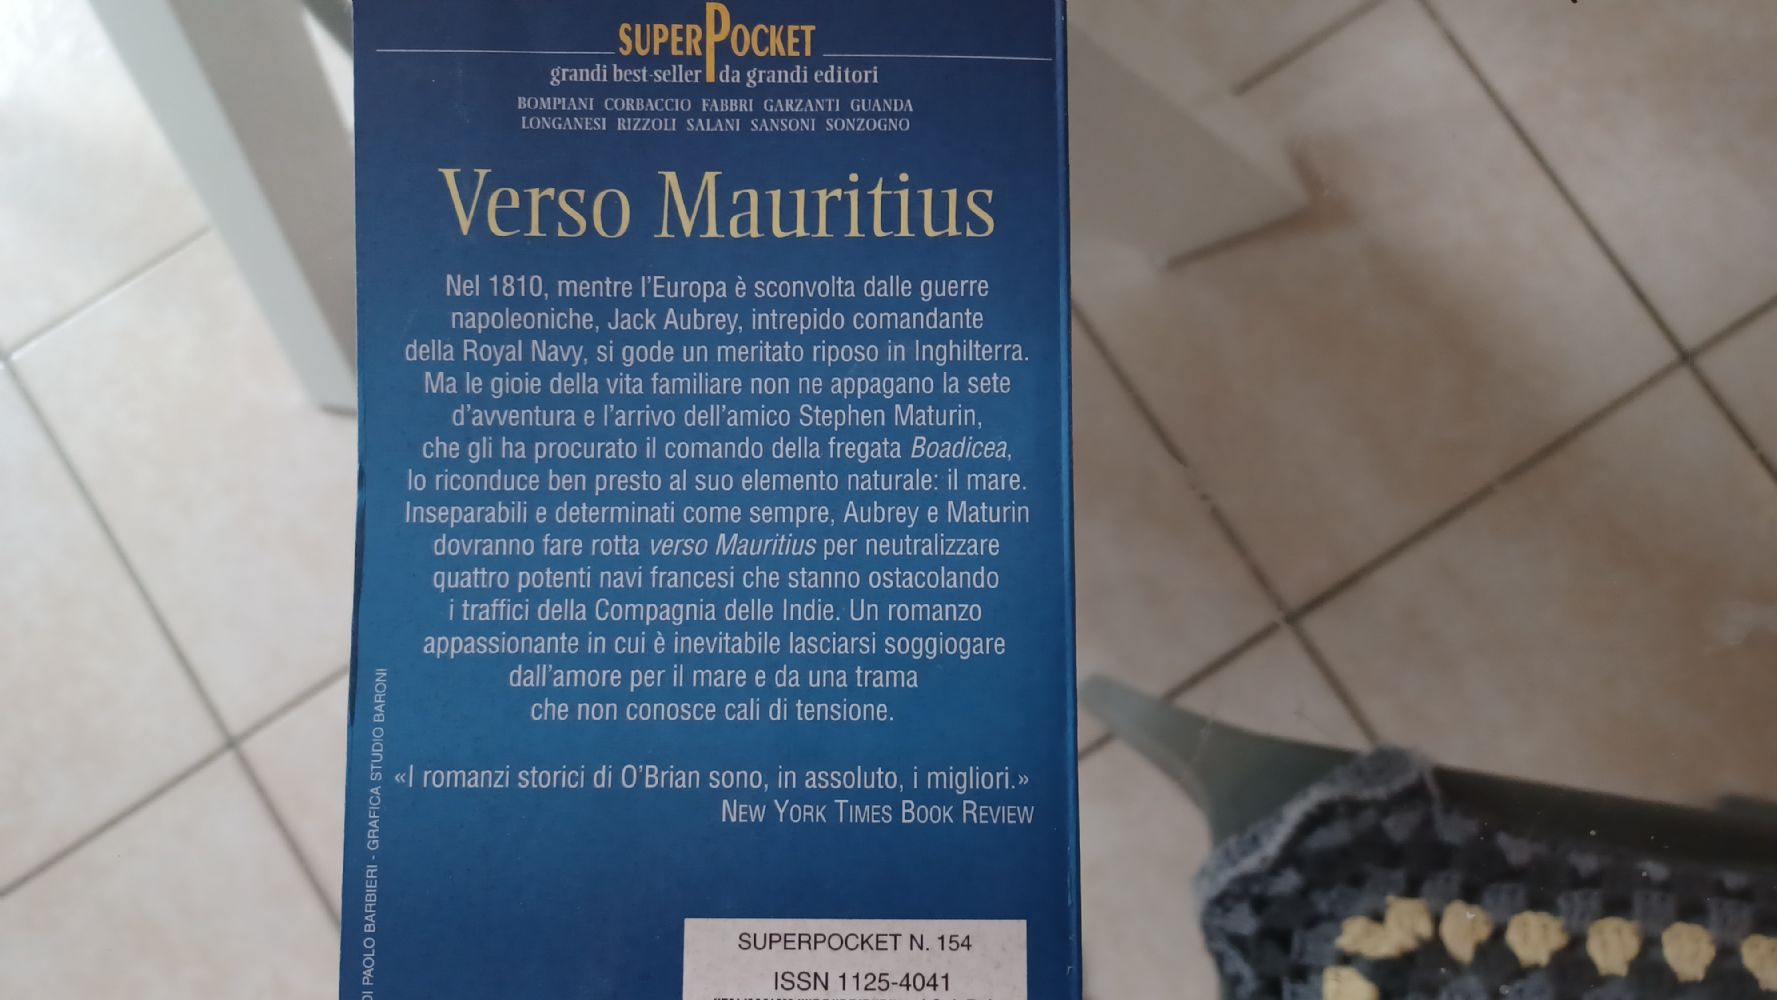 SUPERPOCKET
grandi best-seller da grandi editori
BOMPIANI CORBACCIO FABBRI GARZANTI GUANDA
LONGANESI RIZZOLI SALANI SANSONI SONZOGNO
Verso Mauritius
Nel 1810, mentre l'Europa è sconvolta dalle guerre
napoleoniche, Jack Aubrey, intrepido comandante
della Royal Navy, si gode un meritato riposo in Inghilterra.
Ma le gioie della vita familiare non ne appagano la sete
d'avventura e l'arrivo dell'amico Stephen Maturin,
che gli ha procurato il comando della fregata Boadicea,
lo riconduce ben presto al suo elemento naturale: il mare.
Inseparabili e determinati come sempre, Aubrey e Maturin
dovranno fare rotta verso Mauritius per neutralizzare
quattro potenti navi francesi che stanno ostacolando
i traffici della Compagnia delle Indie. Un romanzo
appassionante in cui è inevitabile lasciarsi soggiogare
dall'amore per il mare e da una trama
che non conosce cali di tensione.
«I romanzi storici di O'Brian sono, in assoluto, i migliori.»
NEW YORK TIMES BOOK REVIEW
DI PAOLO BARBIERI - GRAFICA STUDIO BARONI
SUPERPOCKET N. 154
ISSN 1125-4041